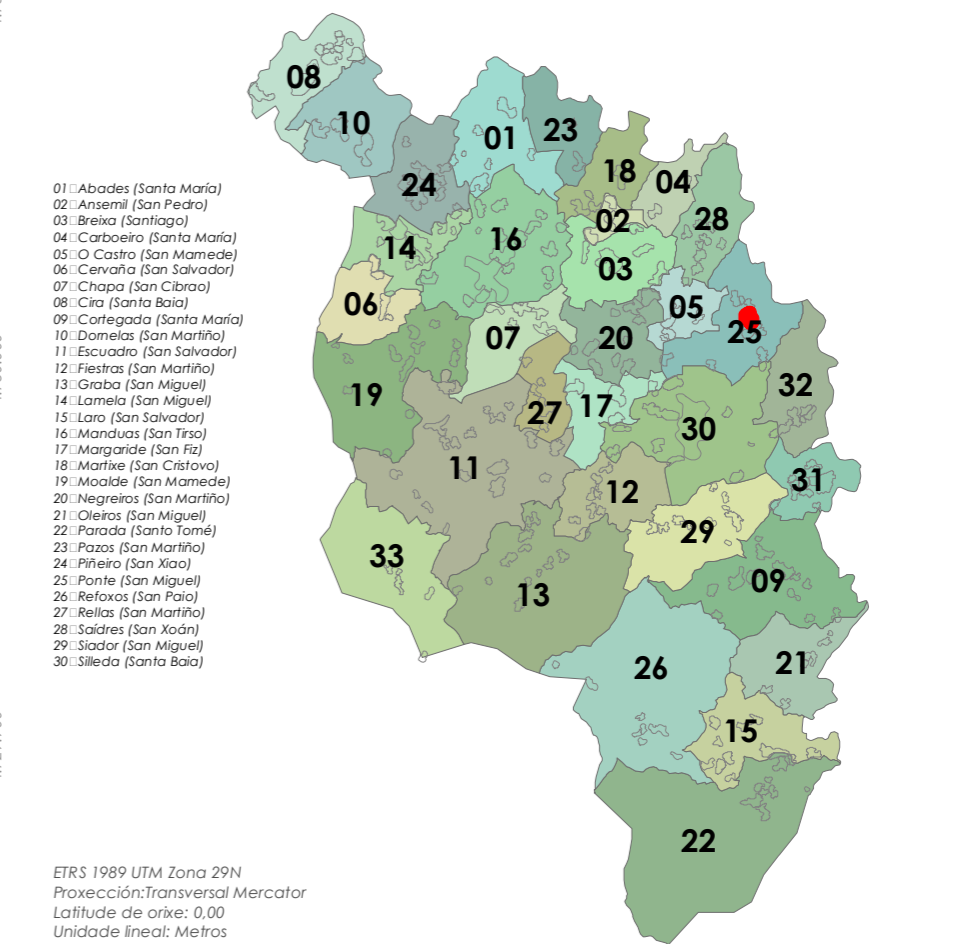 08
10
01
23
18
04
24
02
28
16
14
03
06
05
25
07
20
32
19
17
27
30
11
31
12
29
33
09
13
26
21
15
22
01 Abades (Santa María)
02 Ansemil (San Pedro)
03 Breixa (Santiago)
04 Carboeiro (Santa María)
05 O Castro (San Mamede)
06 Cervaña (San Salvador)
07 Chapa (San Cibrao)
08 Cira (Santa Baia)
09 Cortegada (Santa María)
10 Dornelas (San Martiño)
11 Escuadro (San Salvador)
12 Fiestras (San Martiño)
13 Graba (San Miguel)
14 Lamela (San Miguel)
15 Laro (San Salvador)
16 Manduas (San Tirso)
17 Margaride (San Fiz)
18 Martixe (San Cristovo)
19 Moalde (San Mamede)
20 Negreiros (San Martiño)
21 Oleiros (San Miguel)
22 Parada (Santo Tomé)
23 Pazos (San Martiño)
24 Piñeiro (San Xiao)
25 Ponte (San Miguel)
26 Refoxos (San Paio)
27 Rellas (San Martiño)
28 Saídres (San Xoán)
29 Siador (San Miguel)
30 Silleda (Santa Baia)
ETRS 1989 UTM Zona 29N
Proxección:Transversal Mercator
Latitude de orixe: 0,00
Unidade lineal: Metros